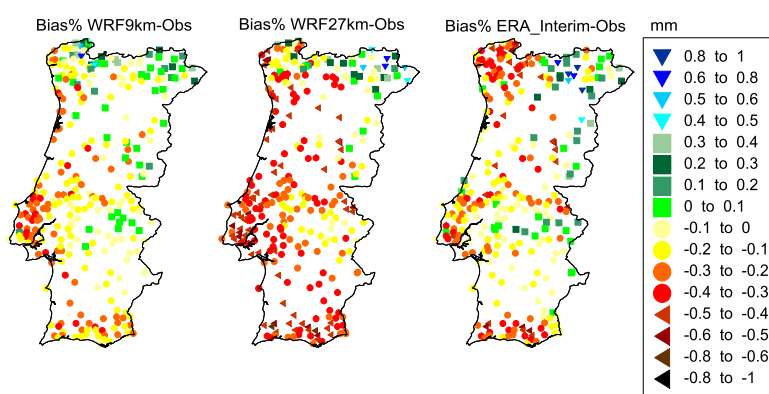 Bias% WRF9km-Obs
Bias% WRF27km-Obs
Bias% ERA_Interim-Obs
mm
0.8 to 1
0.6 to 0.8
0.5 to 0.6
0.4 to 0.5
0.3 to 0.4
0.2 to 0.3
0.1 to 0.2
0 to 0.1
-0.1 to 0
-0.2 to -0.1
-0.3 to -0.2
-0.4 to -0.3
-0.5 to -0.4
-0.6 to -0.5
-0.8 to -0.6
-0.8 to -1